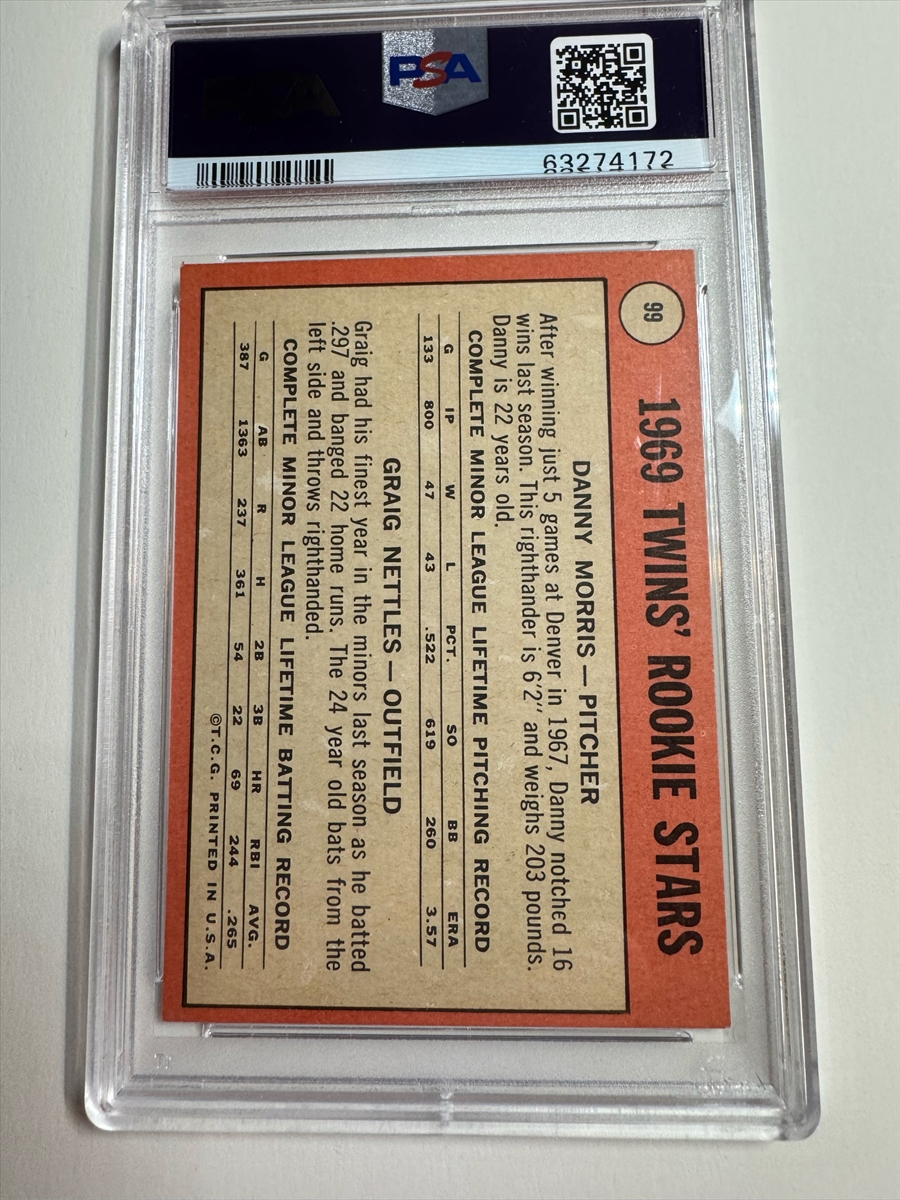 PSA
63274172
99
1969 TWINS' ROOKIE STARS
DANNY MORRIS — PITCHER
After winning just 5 games at Denver in 1967, Danny notched 16
wins last season. This righthander is 6'2" and weighs 203 pounds.
Danny is 22 years old.
COMPLETE MINOR LEAGUE LIFETIME PITCHING RECORD
G IP W L PCT. SO BB ERA
133 800 47 43 .522 619 260 3.57
GRAIG NETTLES — OUTFIELD
Graig had his finest year in the minors last season as he batted
.297 and banged 22 home runs. The 24 year old bats from the
left side and throws righthanded.
COMPLETE MINOR LEAGUE LIFETIME BATTING RECORD
G AB R H 2B 3B HR RBI AVG.
387 1363 237 361 54 22 69 244 .265
©T.C.G. PRINTED IN U.S.A.